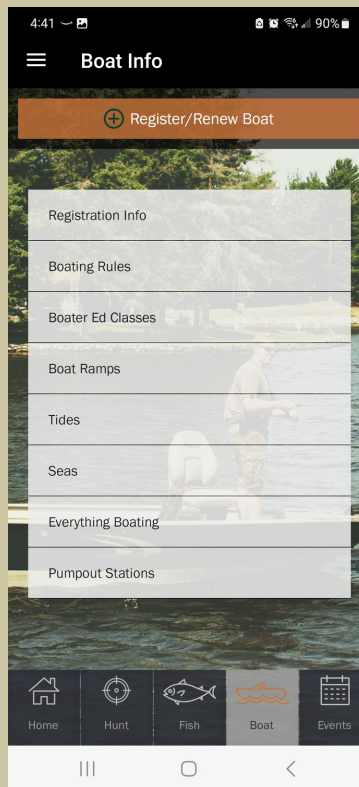 4:41
90%
Boat Info
Register/Renew Boat
Registration Info
Boating Rules
Boater Ed Classes
Boat Ramps
Tides
Seas
Everything Boating
Pumpout Stations
Home Hunt Fish Boat Events